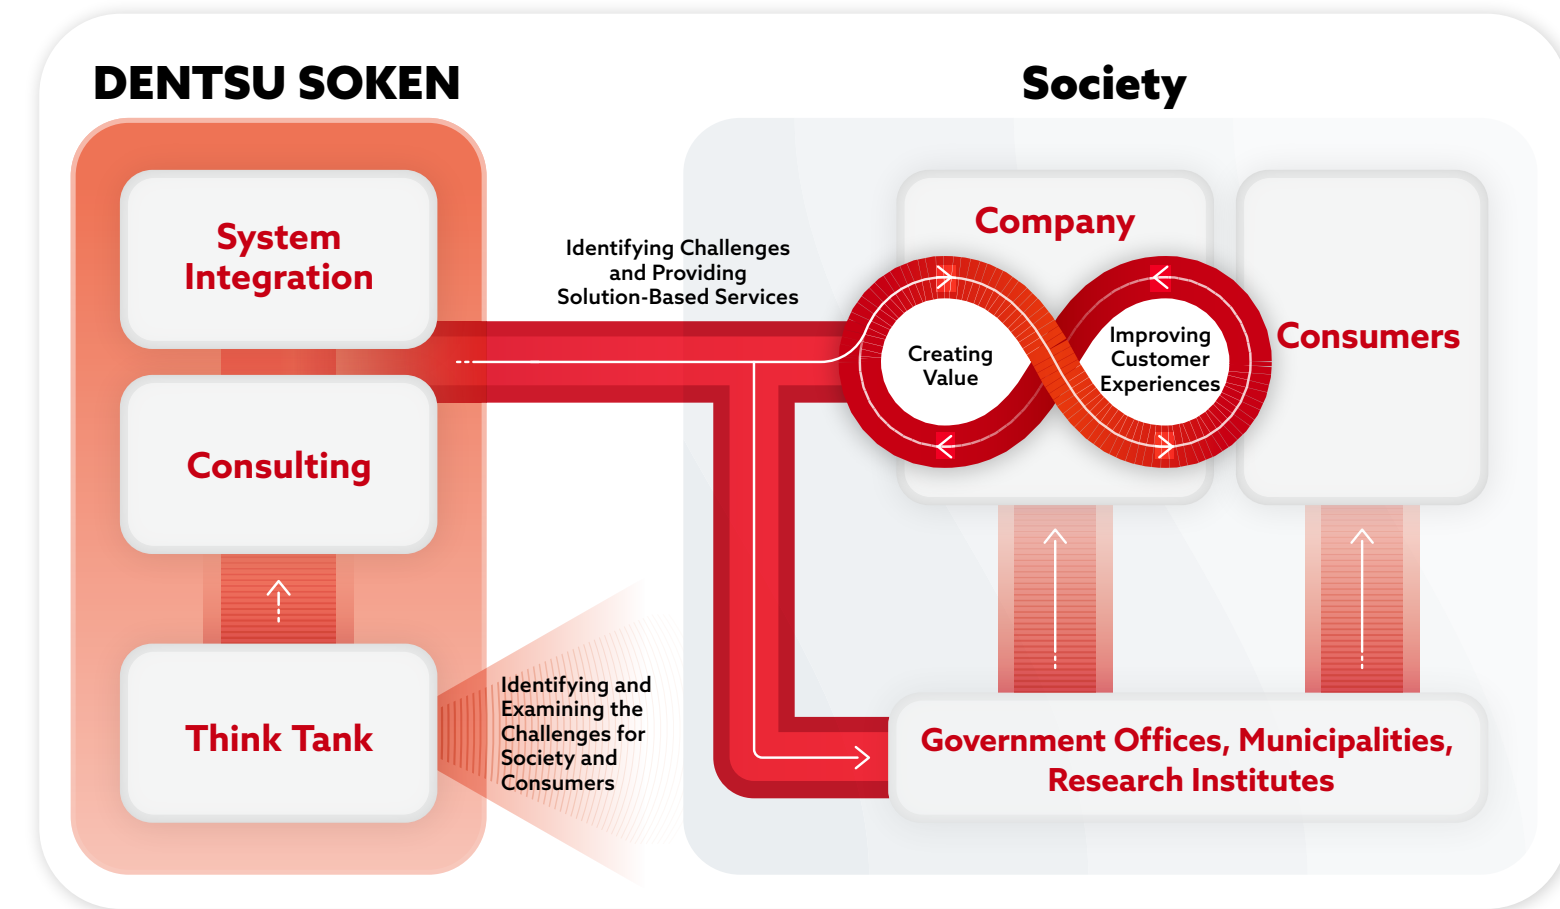 DENTSU SOKEN
System
Integration
Consulting
Think Tank
Identifying Challenges
and Providing
Solution-Based Services
Identifying and
Examining the
Challenges for
Society and
Consumers
Society
Company
Creating
Value
Improving
Customer
Experiences
Consumers
Government Offices, Municipalities,
Research Institutes